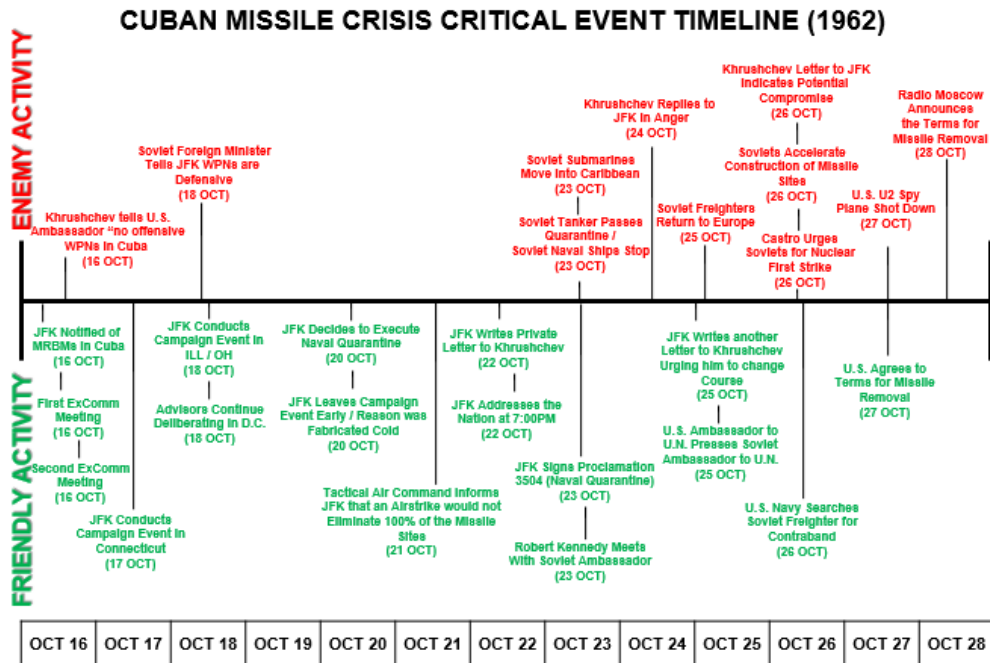 CUBAN MISSILE CRISIS CRITICAL EVENT TIMELINE (1962)
ENEMY ACTIVITY
Khrushchev tells U.S.
Ambassador “no offensive
WPNs in Cuba
(16 OCT)
Soviet Foreign Minister
Tells JFK WPNs are
Defensive
(18 OCT)
Soviet Submarines
Move Into Caribbean
(23 OCT)
Soviet Tanker Passes
Quarantine /
Soviet Naval Ships Stop
(23 OCT)
Khrushchev Replies to
JFK in Anger
(24 OCT)
Soviet Freighters
Return to Europe
(25 OCT)
Khrushchev Letter to JFK
Indicates Potential
Compromise
(26 OCT)
Soviets Accelerate
Construction of Missile
Sites
(26 OCT)
Castro Urges
Soviets for Nuclear
First Strike
(26 OCT)
U.S. U2 Spy
Plane Shot Down
(27 OCT)
Radio Moscow
Announces
the Terms for
Missile Removal
(28 OCT)
FRIENDLY ACTIVITY
JFK Notified of
MRBMs in Cuba
(16 OCT)
First ExComm
Meeting
(16 OCT)
Second ExComm
Meeting
(16 OCT)
JFK Conducts
Campaign Event in
Connecticut
(17 OCT)
JFK Conducts
Campaign Event in
ILL / OH
(18 OCT)
Advisors Continue
Deliberating in D.C.
(18 OCT)
JFK Decides to Execute
Naval Quarantine
(20 OCT)
JFK Leaves Campaign
Event Early / Reason was
Fabricated Cold
(20 OCT)
Tactical Air Command informs
JFK that an Airstrike would not
Eliminate 100% of the Missile
Sites
(21 OCT)
JFK Writes Private
Letter to Khrushchev
(22 OCT)
JFK Addresses the
Nation at 7:00PM
(22 OCT)
JFK Signs Proclamation
3504 (Naval Quarantine)
(23 OCT)
Robert Kennedy Meets
With Soviet Ambassador
(23 OCT)
JFK Writes another
Letter to Khrushchev
Urging him to change
Course
(25 OCT)
U.S. Ambassador to
U.N. Presses Soviet
Ambassador to U.N.
(25 OCT)
U.S. Navy Searches
Soviet Freighter for
Contraband
(26 OCT)
U.S. Agrees to
Terms for Missile
Removal
(27 OCT)
OCT 16 OCT 17 OCT 18 OCT 19 OCT 20 OCT 21 OCT 22 OCT 23 OCT 24 OCT 25 OCT 26 OCT 27 OCT 28